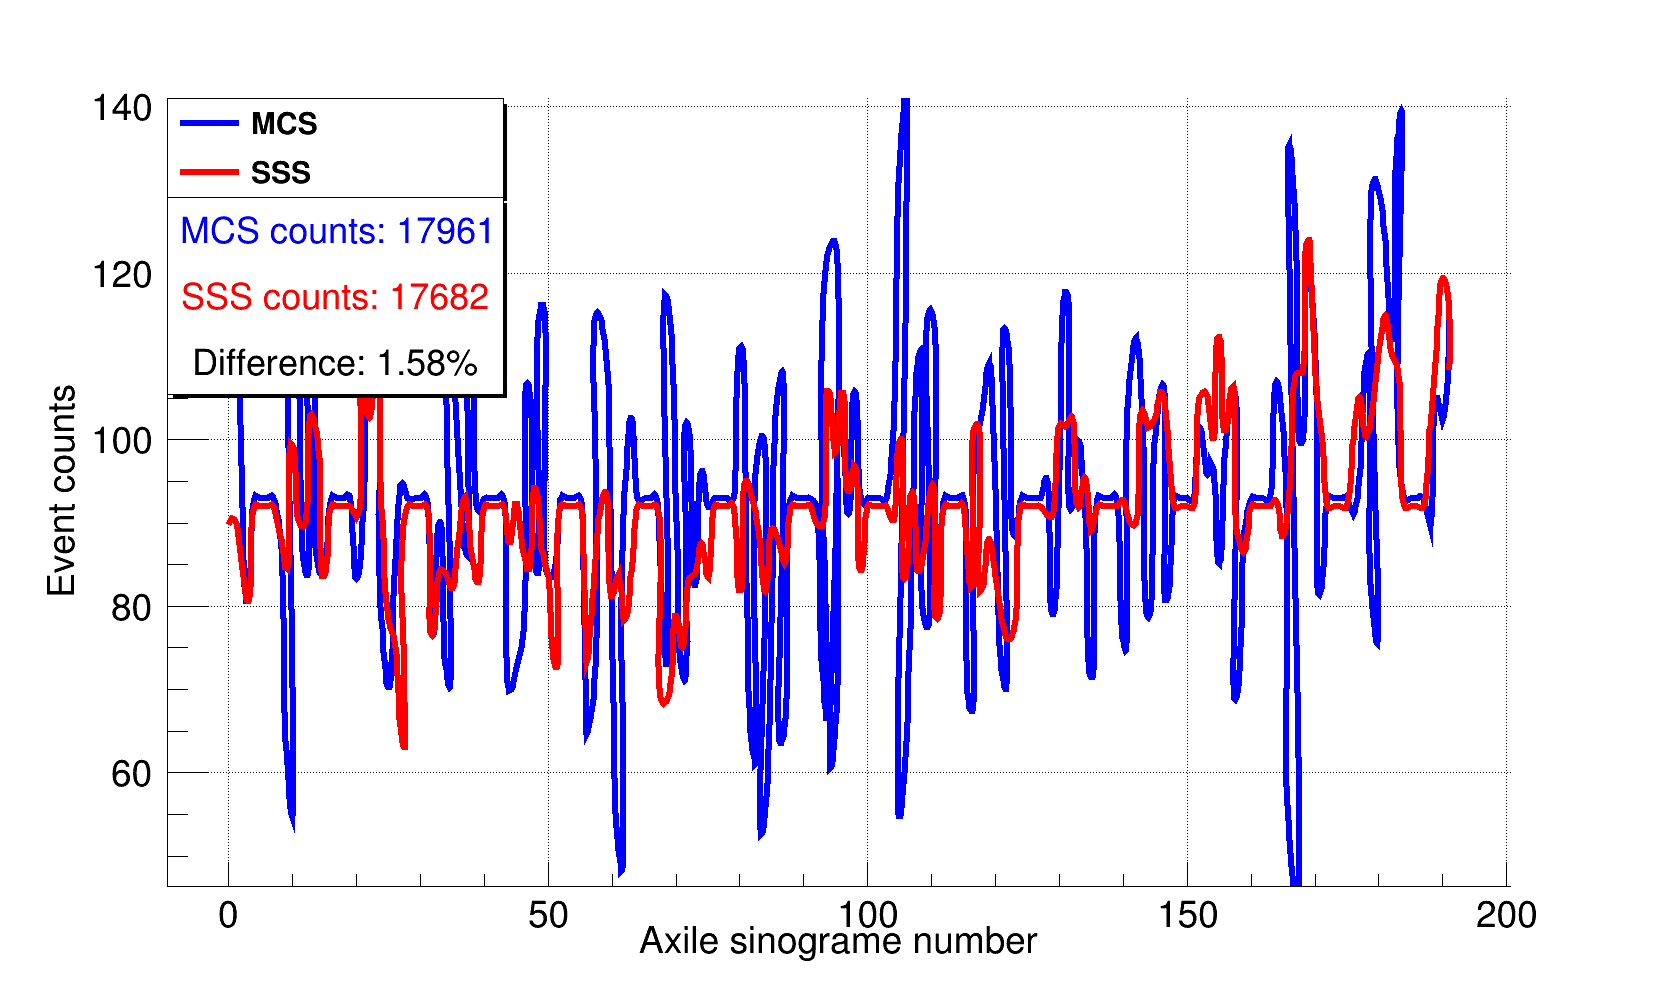 MCS
SSS
MCS counts: 17961
SSS counts: 17682
Difference: 1.58%
Event counts
140
120
100
80
60
0 50 100 150 200
Axile sinograme number